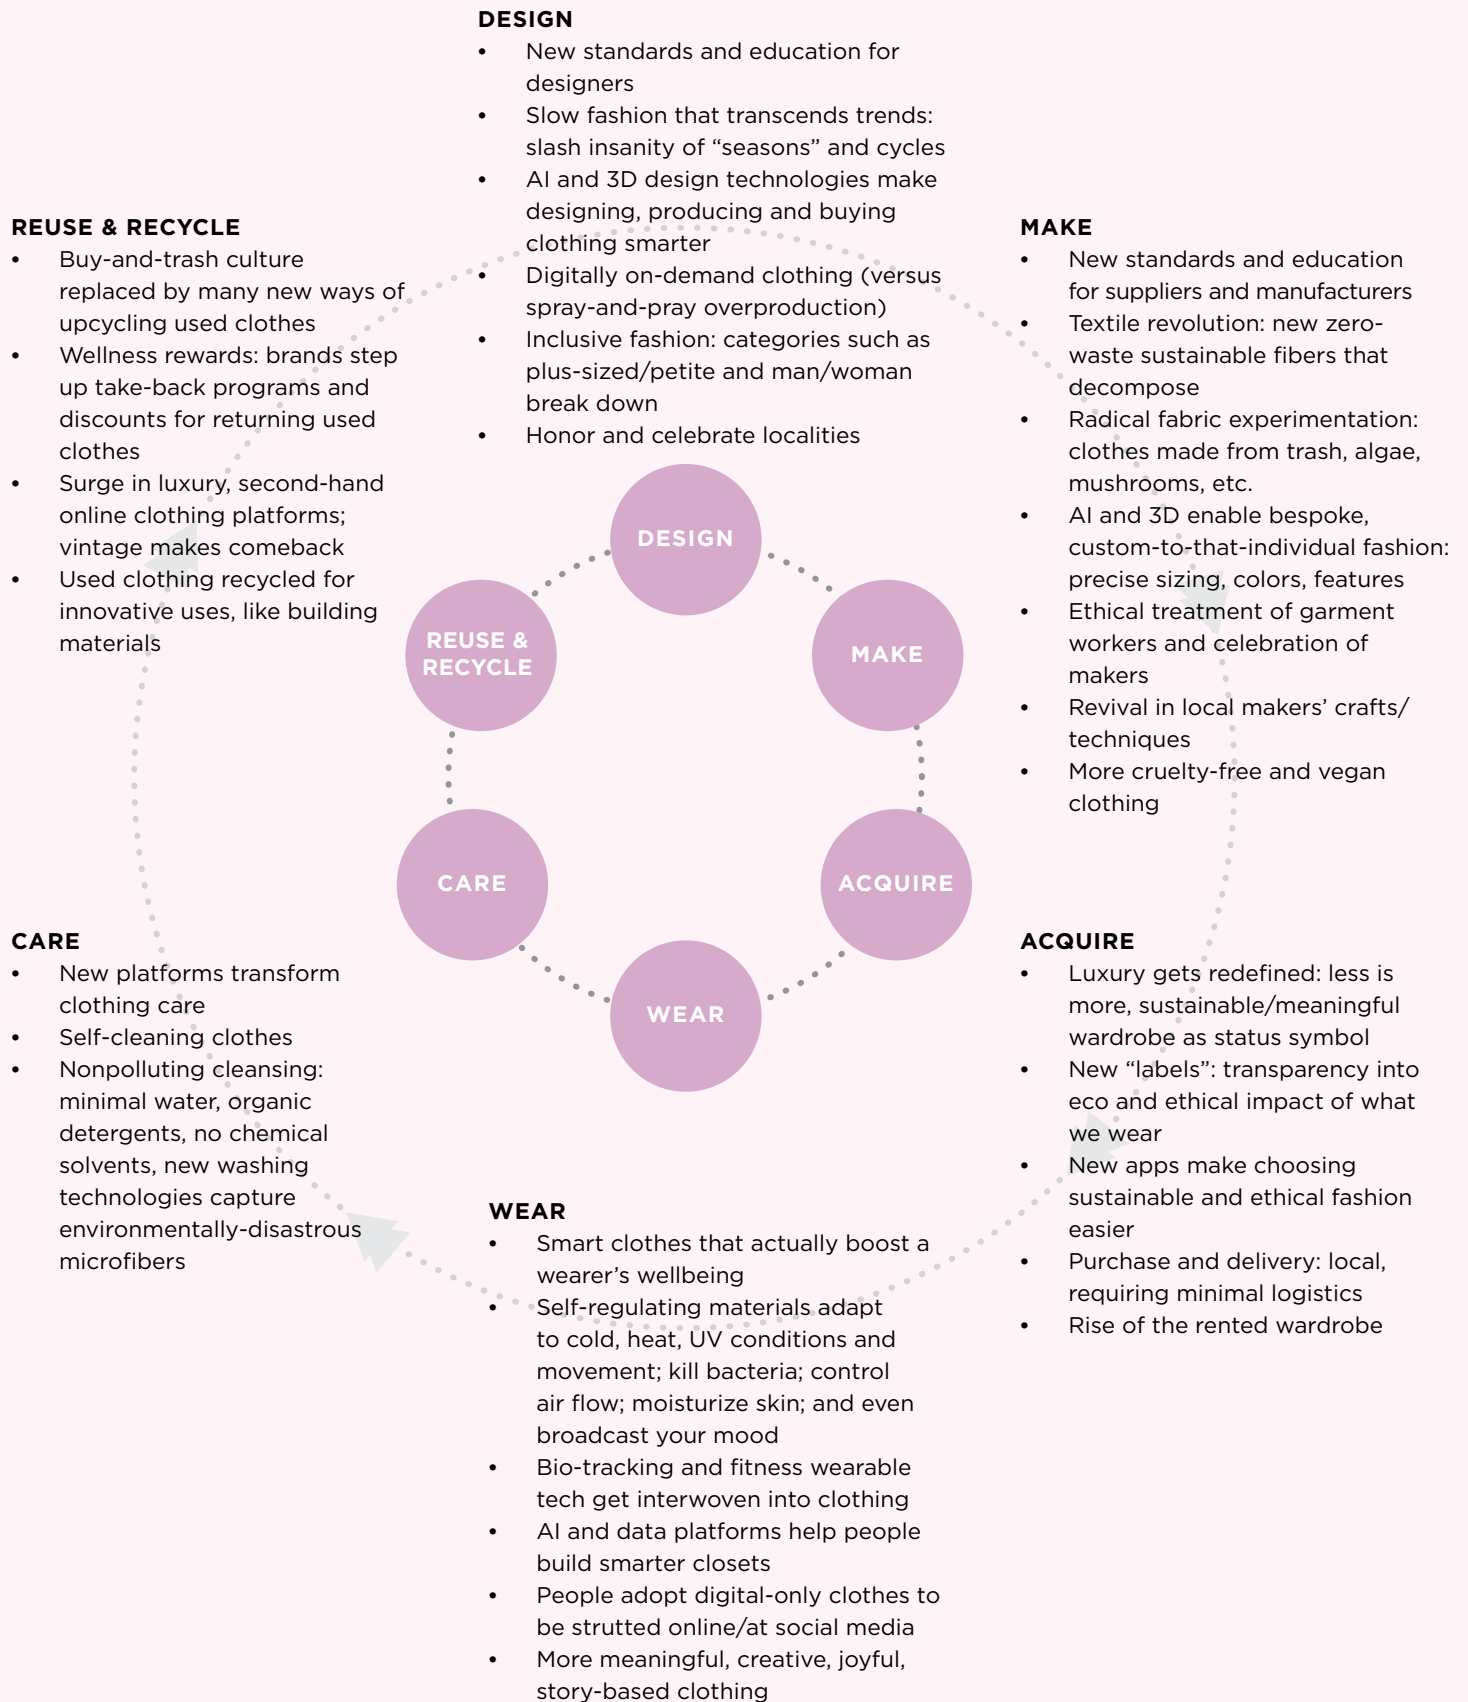 DESIGN
• New standards and education for
designers
• Slow fashion that transcends trends:
slash insanity of “seasons” and cycles
• AI and 3D design technologies make
designing, producing and buying
clothing smarter
• Digitally on-demand clothing (versus
spray-and-pray overproduction)
• Inclusive fashion: categories such as
plus-sized/petite and man/woman
break down
• Honor and celebrate localities
REUSE & RECYCLE
• Buy-and-trash culture
replaced by many new ways of
upcycling used clothes
• Wellness rewards: brands step
up take-back programs and
discounts for returning used
clothes
• Surge in luxury, second-hand
online clothing platforms;
vintage makes comeback
• Used clothing recycled for
innovative uses, like building
materials
MAKE
• New standards and education
for suppliers and manufacturers
• Textile revolution: new zero-
waste sustainable fibers that
decompose
• Radical fabric experimentation:
clothes made from trash, algae,
mushrooms, etc.
• AI and 3D enable bespoke,
custom-to-that-individual fashion:
precise sizing, colors, features
• Ethical treatment of garment
workers and celebration of
makers
• Revival in local makers’ crafts/
techniques
• More cruelty-free and vegan
clothing
DESIGN
REUSE &
RECYCLE
MAKE
CARE
ACQUIRE
WEAR
CARE
• New platforms transform
clothing care
• Self-cleaning clothes
• Nonpolluting cleansing:
minimal water, organic
detergents, no chemical
solvents, new washing
technologies capture
environmentally-disastrous
microfibers
ACQUIRE
• Luxury gets redefined: less is
more, sustainable/meaningful
wardrobe as status symbol
• New “labels”: transparency into
eco and ethical impact of what
we wear
• New apps make choosing
sustainable and ethical fashion
easier
• Purchase and delivery: local,
requiring minimal logistics
• Rise of the rented wardrobe
WEAR
• Smart clothes that actually boost a
wearer’s wellbeing
• Self-regulating materials adapt
to cold, heat, UV conditions and
movement; kill bacteria; control
air flow; moisturize skin; and even
broadcast your mood
• Bio-tracking and fitness wearable
tech get interwoven into clothing
• AI and data platforms help people
build smarter closets
• People adopt digital-only clothes to
be strutted online/at social media
• More meaningful, creative, joyful,
story-based clothing